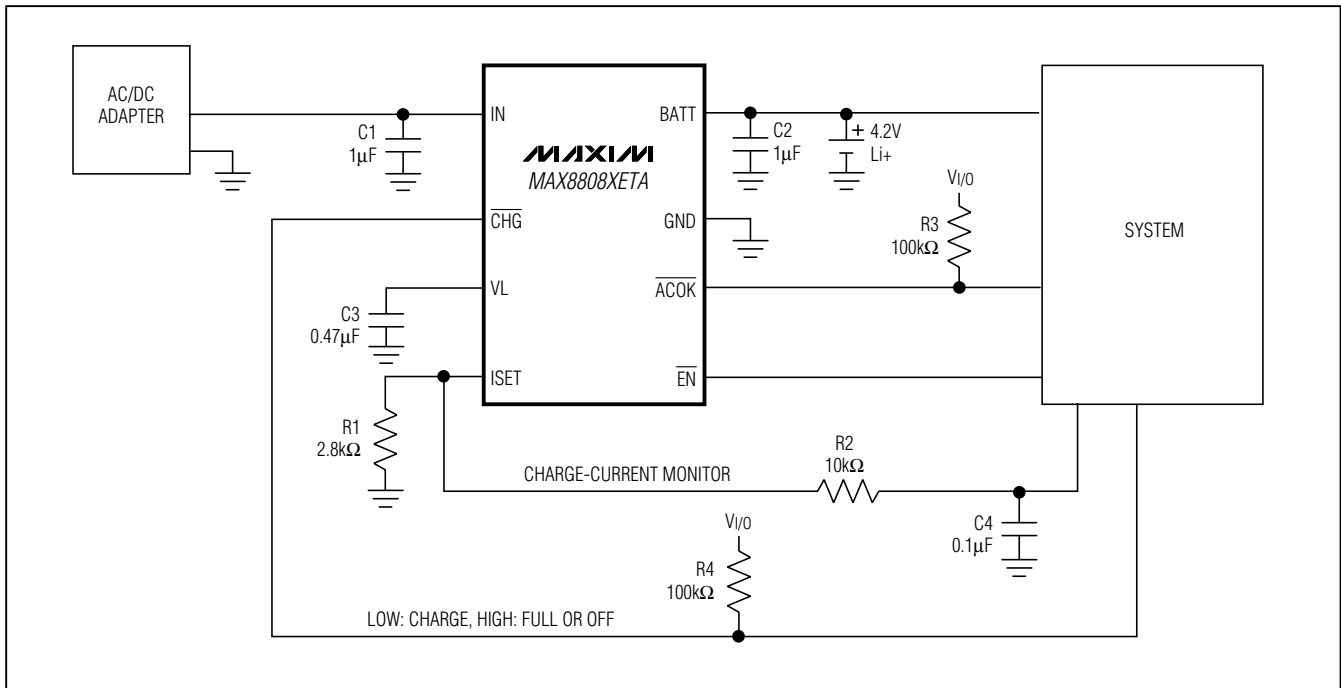 AC/DC
ADAPTER
C1
1µF
IN
CHG
VL
ISET
MAXIM
MAX8808XETA
BATT
GND
ACOK
EN
C2
1µF
+ 4.2V
Li+
VI/O
R3
100kΩ
SYSTEM
C3
0.47µF
R1
2.8kΩ
CHARGE-CURRENT MONITOR
R2
10kΩ
C4
0.1µF
VI/O
R4
100kΩ
LOW: CHARGE, HIGH: FULL OR OFF